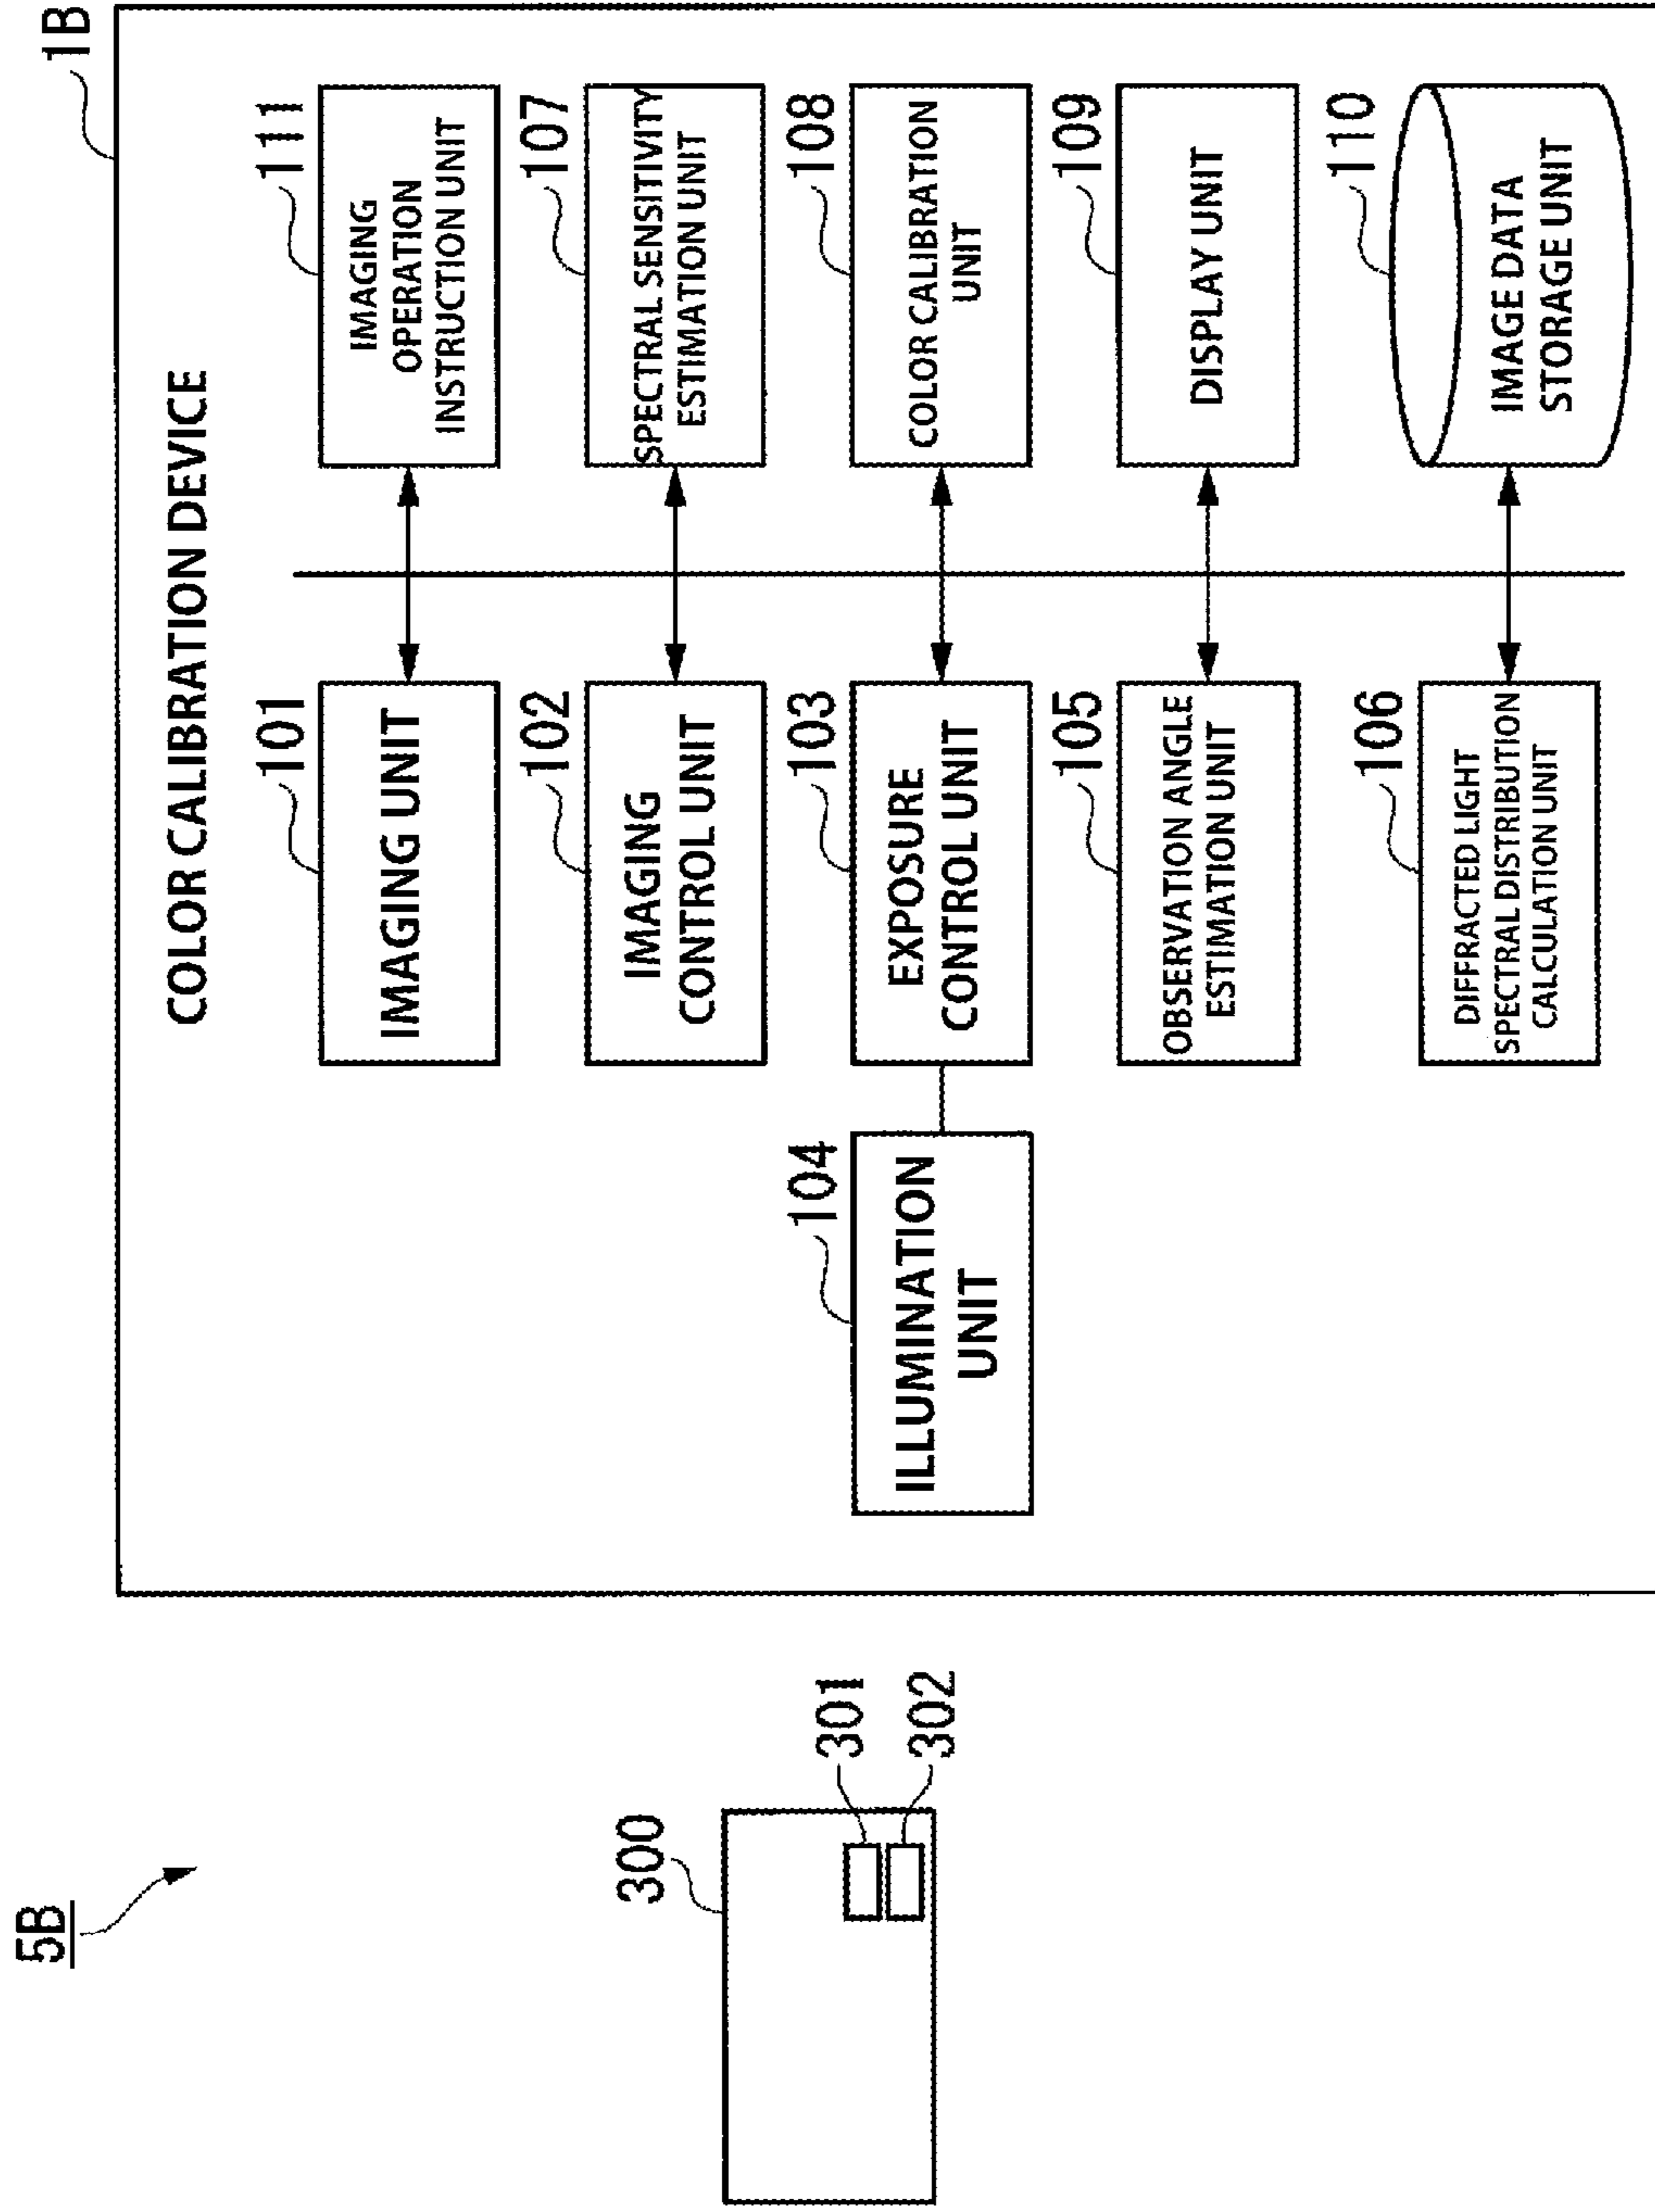 5B
1B
COLOR CALIBRATION DEVICE
101
IMAGING UNIT
111
IMAGING
OPERATION
INSTRUCTION UNIT
102
IMAGING
CONTROL UNIT
107
SPECTRAL SENSITIVITY
ESTIMATION UNIT
300
301
302
104
ILLUMINATION
UNIT
103
EXPOSURE
CONTROL UNIT
108
COLOR CALIBRATION
UNIT
105
OBSERVATION ANGLE
ESTIMATION UNIT
109
DISPLAY UNIT
106
DIFFRACTED LIGHT
SPECTRAL DISTRIBUTION
CALCULATION UNIT
110
IMAGE DATA
STORAGE UNIT